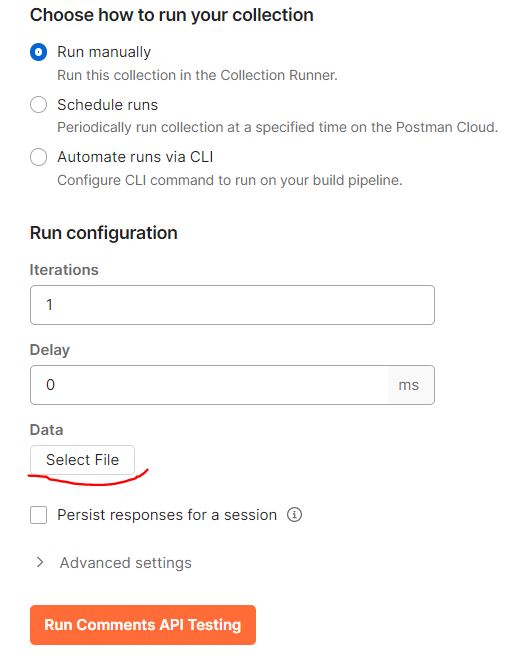 Choose how to run your collection
Run manually
Run this collection in the Collection Runner.
Schedule runs
Periodically run collection at a specified time on the Postman Cloud.
Automate runs via CLI
Configure CLI command to run on your build pipeline.
Run configuration
Iterations
1
Delay
0 ms
Data
Select File
Persist responses for a session
Advanced settings
Run Comments API Testing